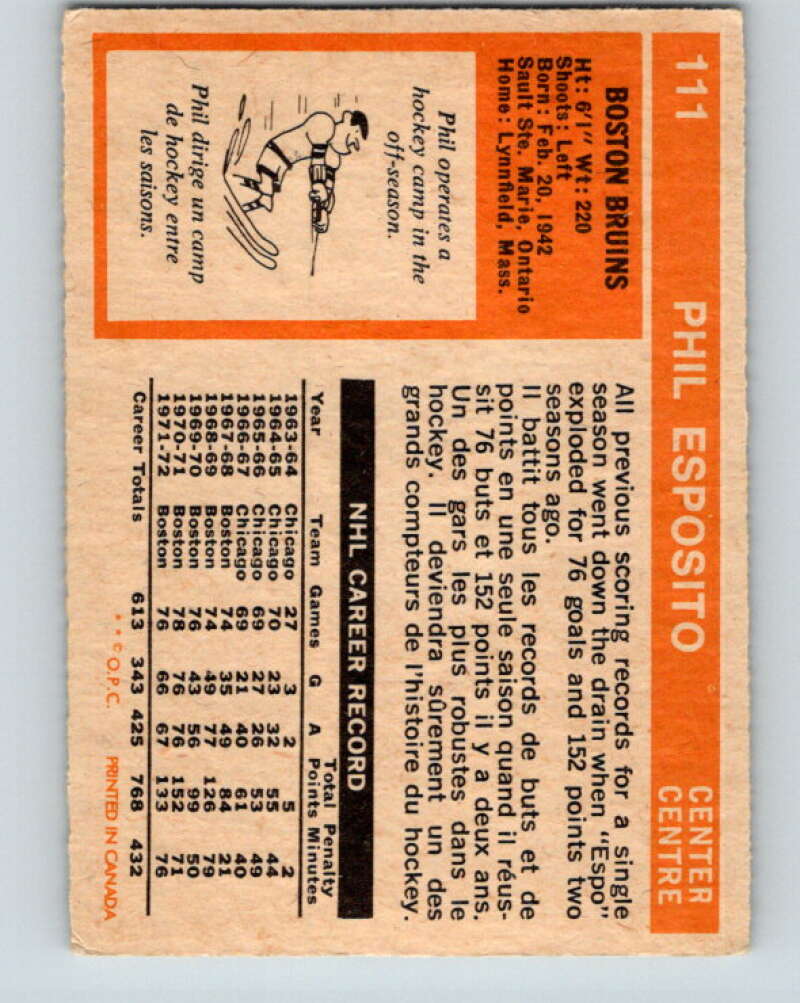 111 PHIL ESPOSITO CENTER
CENTRE
BOSTON BRUINS
Ht: 6'1" Wt: 220
Shoots: Left
Born: Feb. 20, 1942
Sault Ste. Marie, Ontario
Home: Lynnfield, Mass.
Phil operates a
hockey camp in the
off-season.
Phil dirige un camp
de hockey entre
les saisons.
All previous scoring records for a single
season went down the drain when "Espo"
exploded for 76 goals and 152 points two
seasons ago.
Il battit tous les records de buts et de
points en une seule saison quand il réus-
sit 76 buts et 152 points il y a deux ans.
Un des gars les plus robustes dans le
hockey. Il deviendra sûrement un des
grands compteurs de l'histoire du hockey.
NHL CAREER RECORD
Total Penalty
Year Team Games G A Points Minutes
1963-64 Chicago 27 3 2 5 2
1964-65 Chicago 70 23 32 55 44
1965-66 Chicago 69 27 26 53 49
1966-67 Chicago 69 21 40 61 40
1967-68 Boston 74 35 49 84 21
1968-69 Boston 74 49 77 126 79
1969-70 Boston 76 43 56 99 50
1970-71 Boston 78 76 76 152 71
1971-72 Boston 76 66 67 133 76
Career Totals 613 343 425 768 432
* * © O.P.C. PRINTED IN CANADA